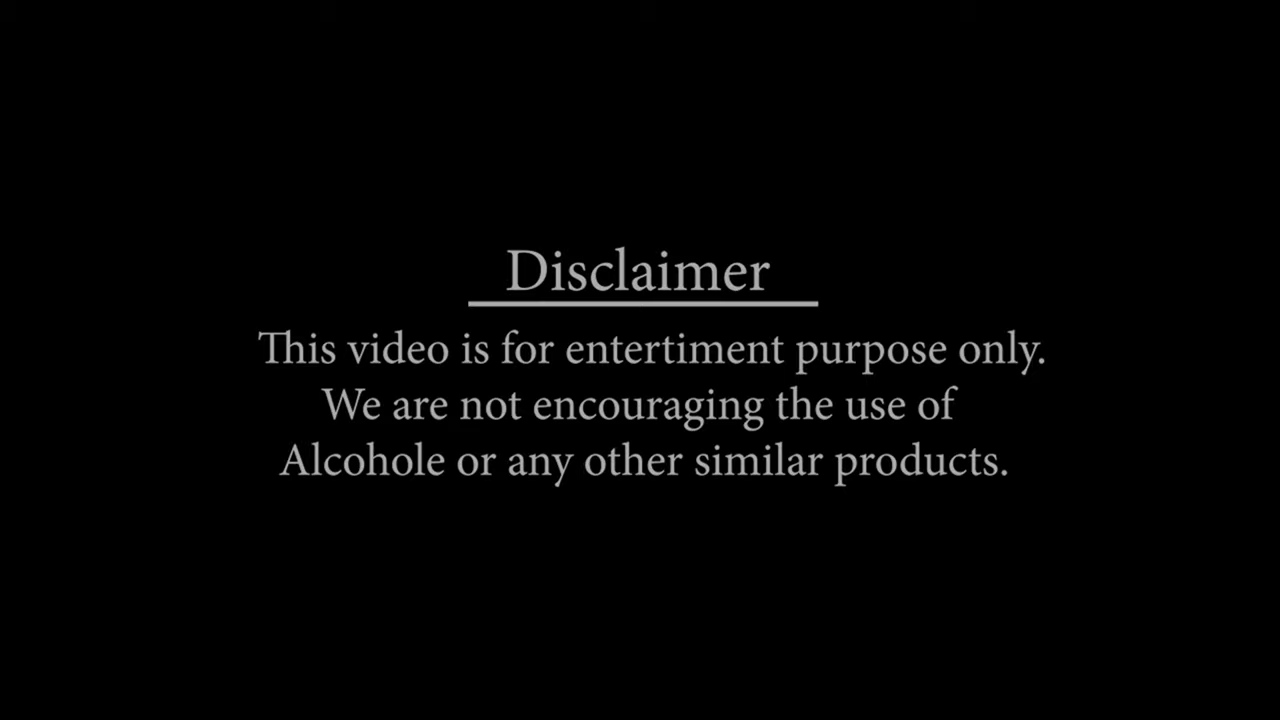 Disclaimer
This video is for entertiment purpose only.
We are not encouraging the use of
Alcohole or any other similar products.